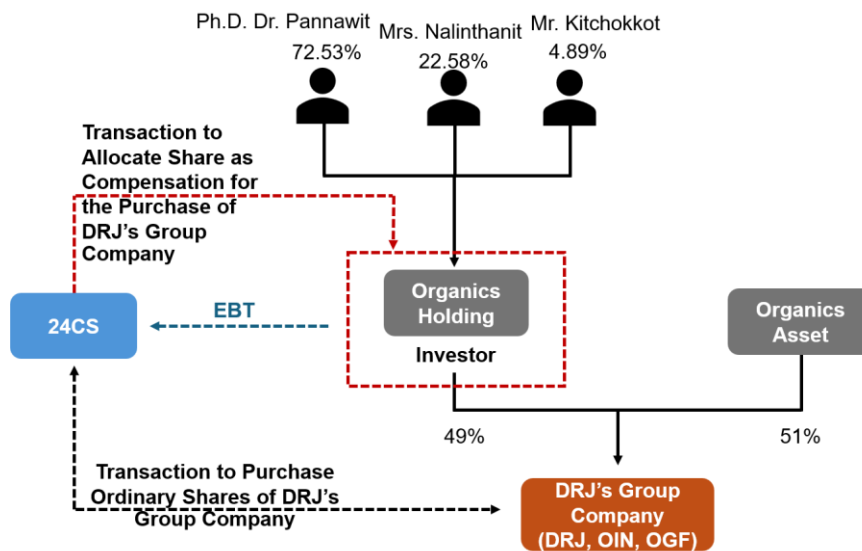 Ph.D. Dr. Pannawit
72.53%
Mrs. Nalinthanit
22.58%
Mr. Kitchokkot
4.89%
Transaction to
Allocate Share as
Compensation for
the Purchase of
DRJ's Group
Company
24CS
EBT
Organics
Holding
Investor
Organics
Asset
49%
51%
Transaction to Purchase
Ordinary Shares of DRJ's
Group Company
DRJ's Group
Company
(DRJ, OIN, OGF)